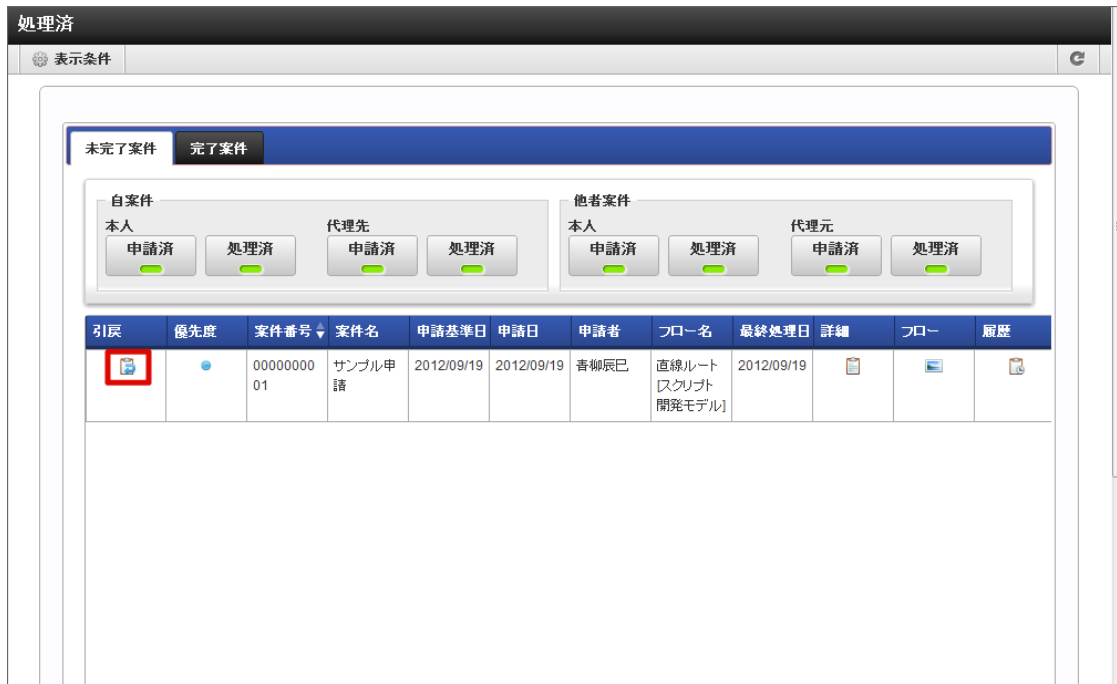 処理済
表示条件
未完了案件 完了案件
自案件 他者案件
本人 代理先 本人 代理元
申請済 処理済 申請済 処理済 申請済 処理済 申請済 処理済
引戻 優先度 案件番号 案件名 申請基準日 申請日 申請者 フロー名 最終処理日 詳細 フロー 履歴
00000000 サンプル申 2012/09/19 2012/09/19 青柳辰巳 直線ルート 2012/09/19
01 請 [スクリプト
開発モデル]